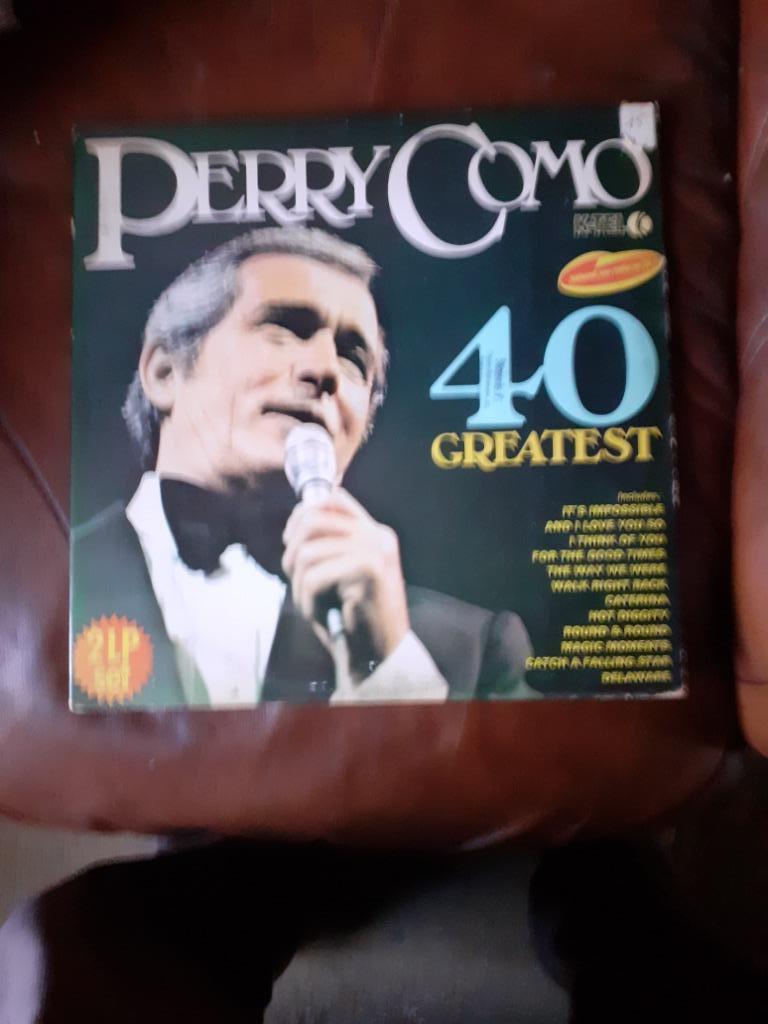 PERRY COMO
K-TEL
40
GREATEST
Includes:
IT'S IMPOSSIBLE
AND I LOVE YOU SO
I THINK OF YOU
FOR THE GOOD TIMES
THE WAY WE WERE
WALK RIGHT BACK
CATERINA
HOT DIGGITY
ROUND & ROUND
MAGIC MOMENTS
CATCH A FALLING STAR
DELAWARE
2 LP
set